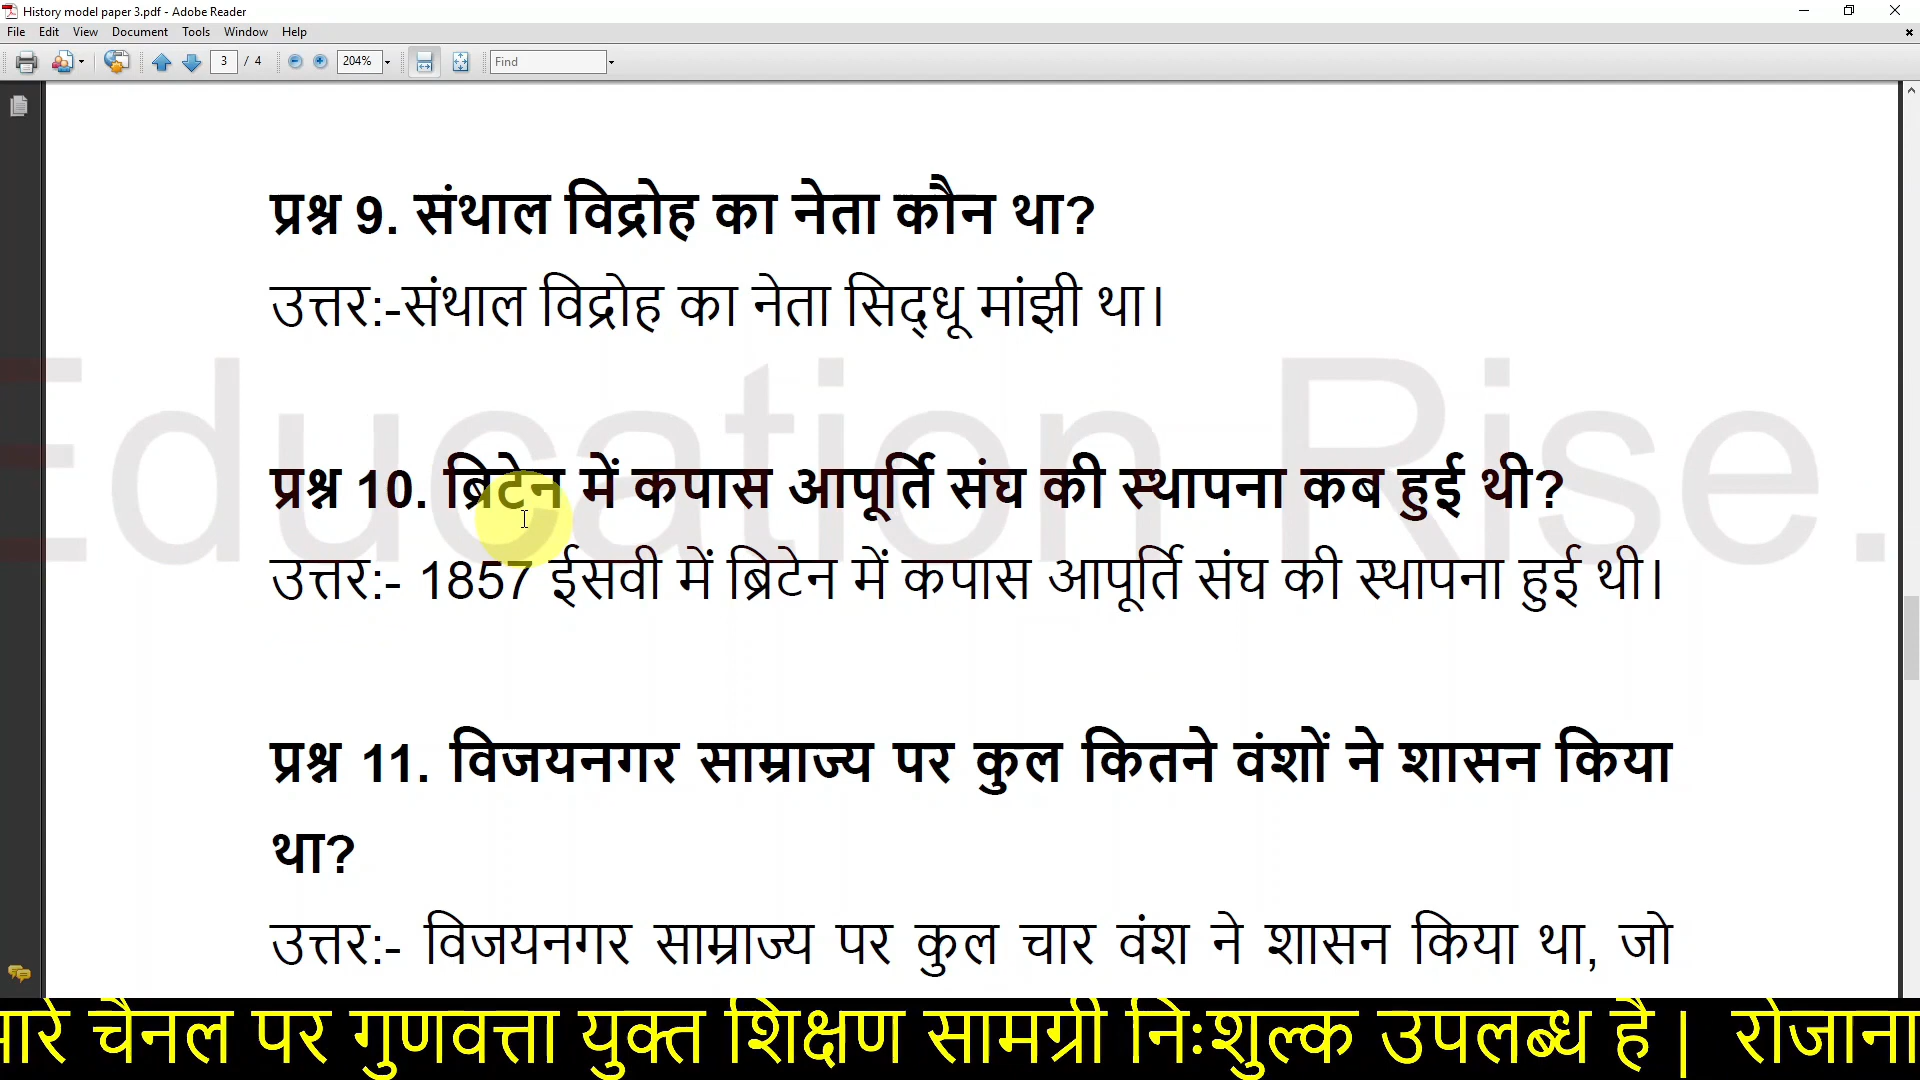 History model paper 3.pdf - Adobe Reader
File Edit View Document Tools Window Help
3 / 4 204% Find
प्रश्न 9. संथाल विद्रोह का नेता कौन था?
उत्तर:-संथाल विद्रोह का नेता सिद्धू मांझी था।
Education Rise.
प्रश्न 10. ब्रिटेन में कपास आपूर्ति संघ की स्थापना कब हुई थी?
उत्तर:- 1857 ईसवी में ब्रिटेन में कपास आपूर्ति संघ की स्थापना हुई थी।
प्रश्न 11. विजयनगर साम्राज्य पर कुल कितने वंशों ने शासन किया
था?
उत्तर:- विजयनगर साम्राज्य पर कुल चार वंश ने शासन किया था, जो
मारे चैनल पर गुणवत्ता युक्त शिक्षण सामग्री निःशुल्क उपलब्ध है | रोजाना